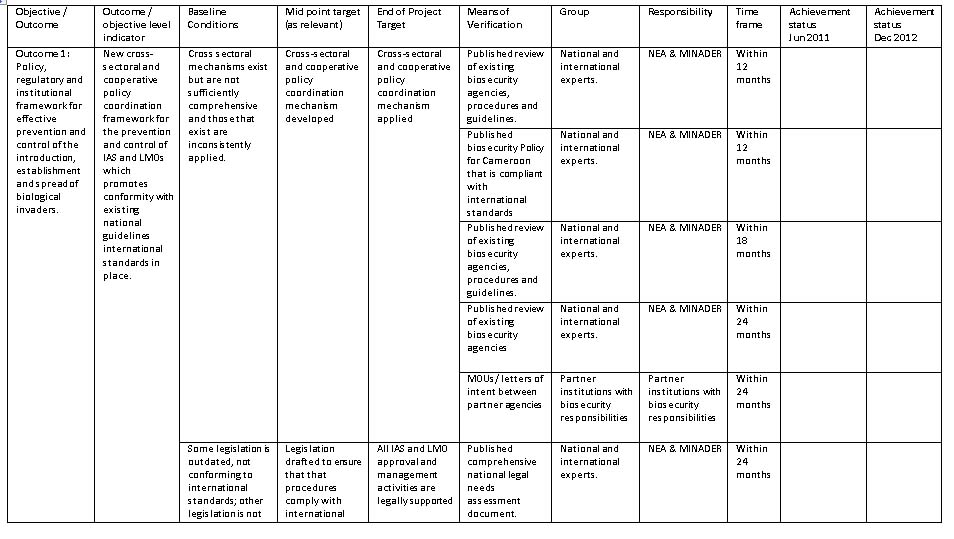 Objective /
Outcome
Outcome /
objective level
indicator
Baseline
Conditions
Mid point target
(as relevant)
End of Project
Target
Means of
Verification
Group
Responsibility
Time
frame
Achievement
status
Jun 2011
Achievement
status
Dec 2012
Outcome 1:
Policy,
regulatory and
institutional
framework for
effective
prevention and
control of the
introduction,
establishment
and spread of
biological
invaders.
New cross-
sectoral and
cooperative
policy
coordination
framework for
the prevention
and control of
IAS and LMOs
which
promotes
conformity with
existing
national
guidelines
international
standards in
place.
Cross sectoral
mechanisms exist
but are not
sufficiently
comprehensive
and those that
exist are
inconsistently
applied.
Cross-sectoral
and cooperative
policy
coordination
mechanism
developed
Cross-sectoral
and cooperative
policy
coordination
mechanism
applied
Published review
of existing
biosecurity
agencies,
procedures and
guidelines.
National and
international
experts.
NEA & MINADER
Within
12
months
Published
biosecurity Policy
for Cameroon
that is compliant
with
international
standards
National and
international
experts.
NEA & MINADER
Within
12
months
Published review
of existing
biosecurity
agencies,
procedures and
guidelines.
National and
international
experts.
NEA & MINADER
Within
18
months
Published review
of existing
biosecurity
agencies
National and
international
experts.
NEA & MINADER
Within
24
months
MOUs/ letters of
intent between
partner agencies
Partner
institutions with
biosecurity
responsibilities
Partner
institutions with
biosecurity
responsibilities
Within
24
months
Some legislation is
outdated, not
conforming to
international
standards; other
legislation is not
Legislation
drafted to ensure
that that
procedures
comply with
international
All IAS and LMO
approval and
management
activities are
legally supported
Published
comprehensive
national legal
needs
assessment
document.
National and
international
experts.
NEA & MINADER
Within
24
months